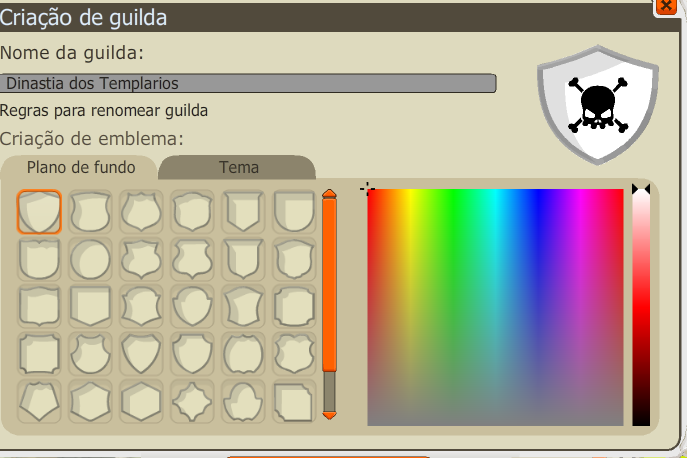 Criação de guilda
Nome da guilda:
Dinastia dos Templarios
Regras para renomear guilda
Criação de emblema:
Plano de fundo
Tema